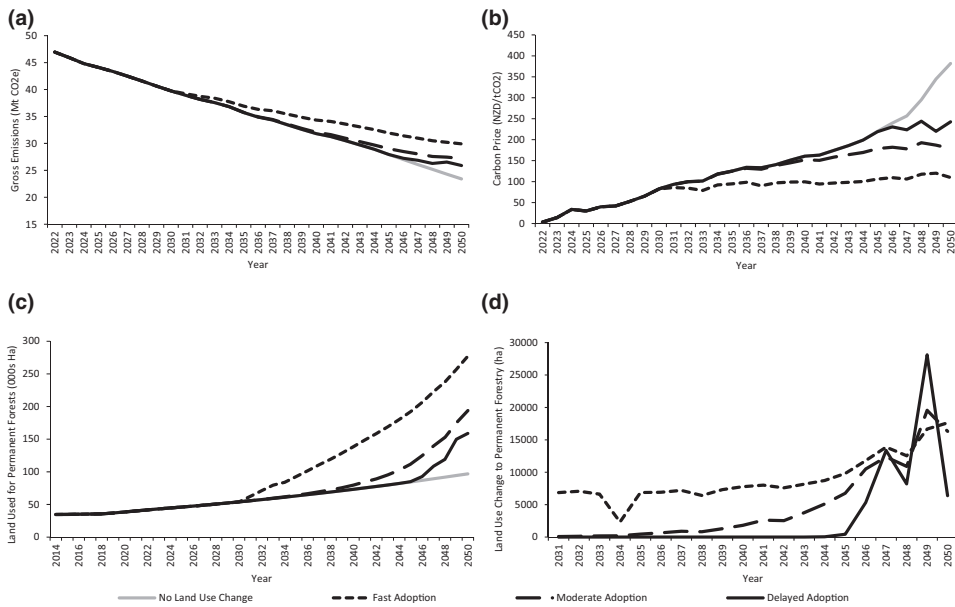 (a)
Gross Emissions (Mt CO2e)
50
45
40
35
30
25
20
15
2022 2023 2024 2025 2026 2027 2028 2029 2030 2031 2032 2033 2034 2035 2036 2037 2038 2039 2040 2041 2042 2043 2044 2045 2046 2047 2048 2049 2050
Year
(b)
Carbon Price (NZD/tCO2)
450
400
350
300
250
200
150
100
50
0
2022 2023 2024 2025 2026 2027 2028 2029 2030 2031 2032 2033 2034 2035 2036 2037 2038 2039 2040 2041 2042 2043 2044 2045 2046 2047 2048 2049 2050
Year
(c)
Land Used for Permanent Forests (000s Ha)
300
250
200
150
100
50
0
2014 2016 2018 2020 2022 2024 2026 2028 2030 2032 2034 2036 2038 2040 2042 2044 2046 2048 2050
Year
(d)
Land Use Change to Permanent Forestry (ha)
30000
25000
20000
15000
10000
5000
0
2031 2032 2033 2034 2035 2036 2037 2038 2039 2040 2041 2042 2043 2044 2045 2046 2047 2048 2049 2050
Year
No Land Use Change
Fast Adoption
Moderate Adoption
Delayed Adoption